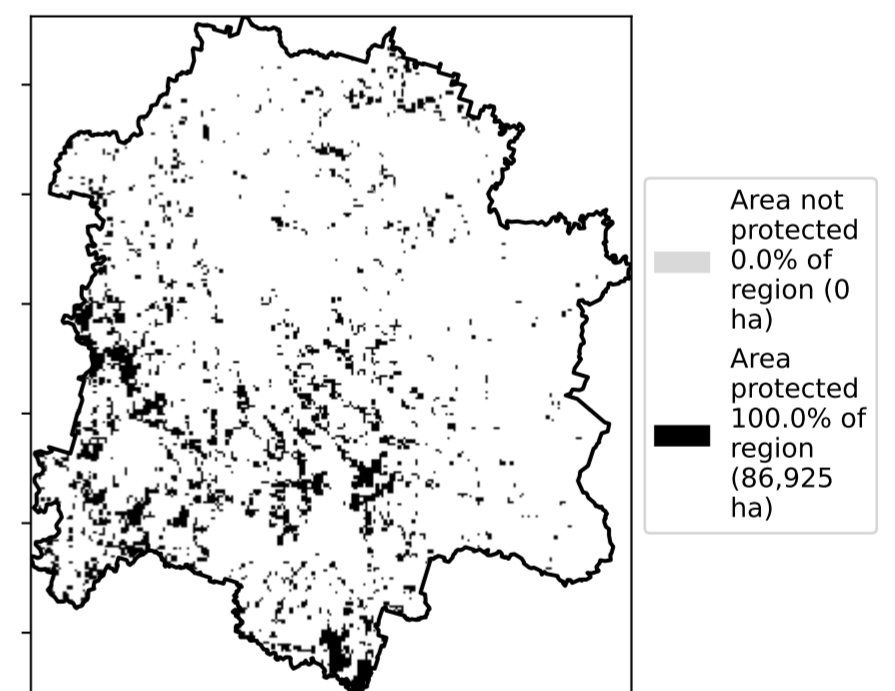 Area not
protected
0.0% of
region (0
ha)
Area
protected
100.0% of
region
(86,925
ha)